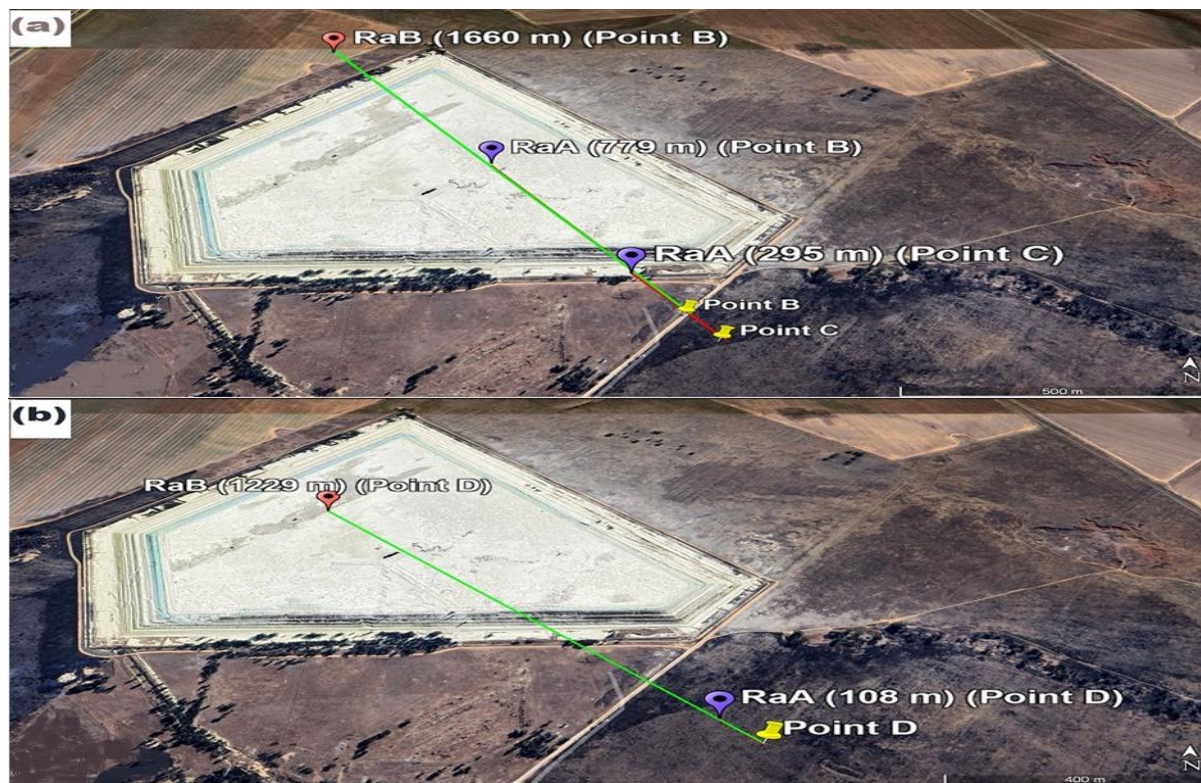 (a)
RaB (1660 m) (Point B)
RaA (779 m) (Point B)
RaA (295 m) (Point C)
Point B
Point C
N
500 m
(b)
RaB (1229 m) (Point D)
RaA (108 m) (Point D)
Point D
N
400 m